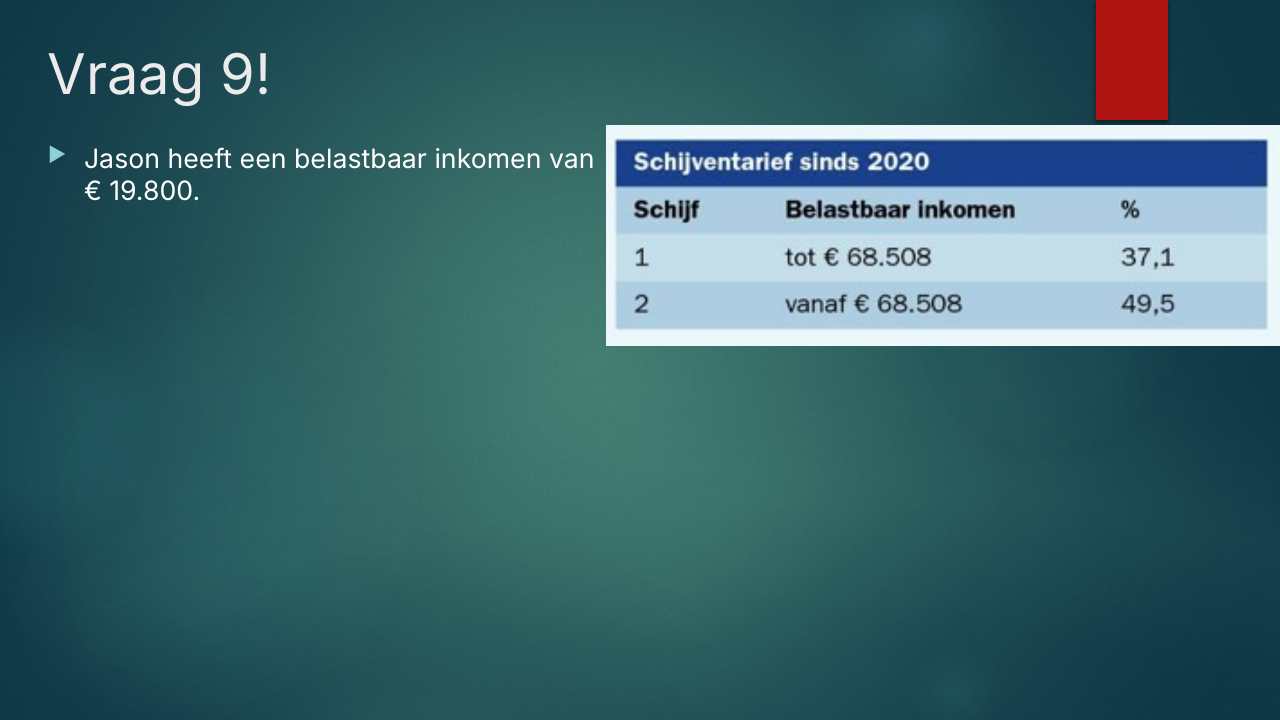 Vraag 9!
Jason heeft een belastbaar inkomen van
€ 19.800.
Schijventarief sinds 2020
Schijf Belastbaar inkomen %
1 tot € 68.508 37,1
2 vanaf € 68.508 49,5